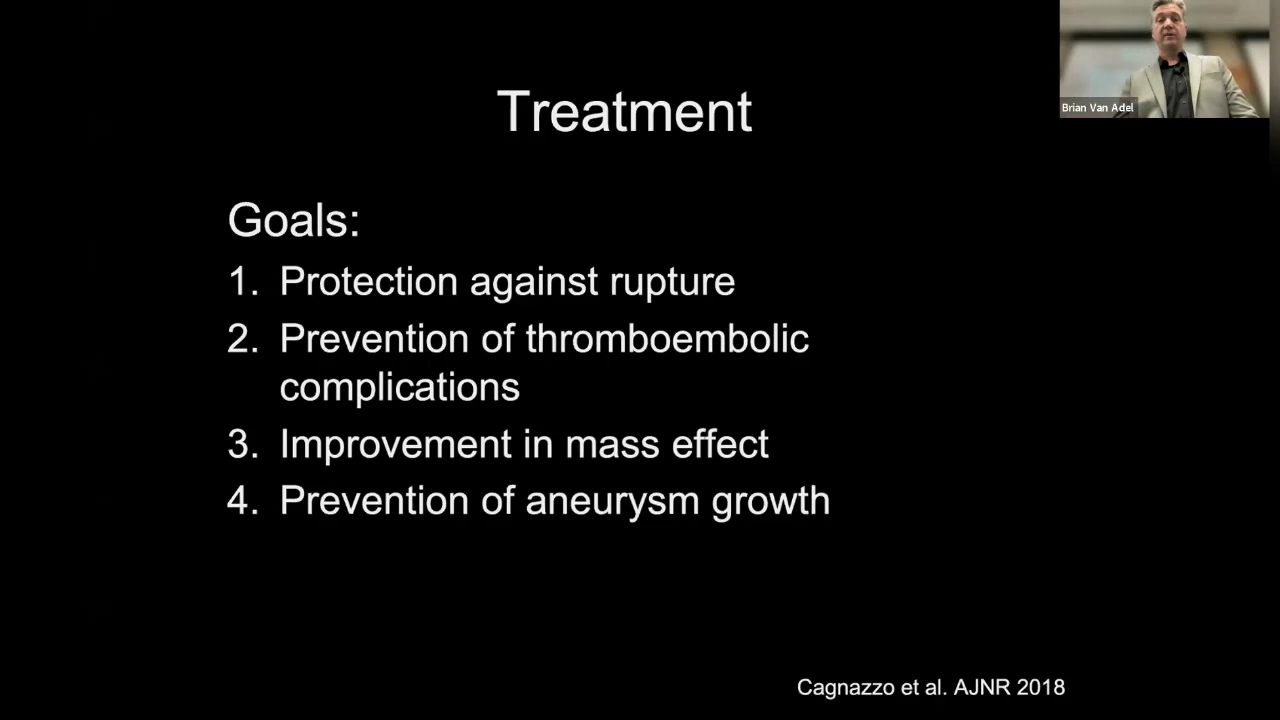 Brian Van Adel
Treatment
Goals:
1. Protection against rupture
2. Prevention of thromboembolic
complications
3. Improvement in mass effect
4. Prevention of aneurysm growth
Cagnazzo et al. AJNR 2018